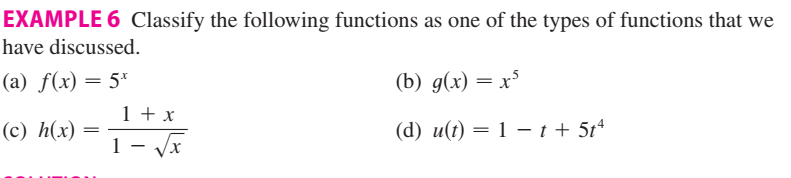 EXAMPLE 6 Classify the following functions as one of the types of functions that we
have discussed.
(a) f(x) = 5^x (b) g(x) = x^5
(c) h(x) = (1 + x)/(1 − √x) (d) u(t) = 1 − t + 5t^4